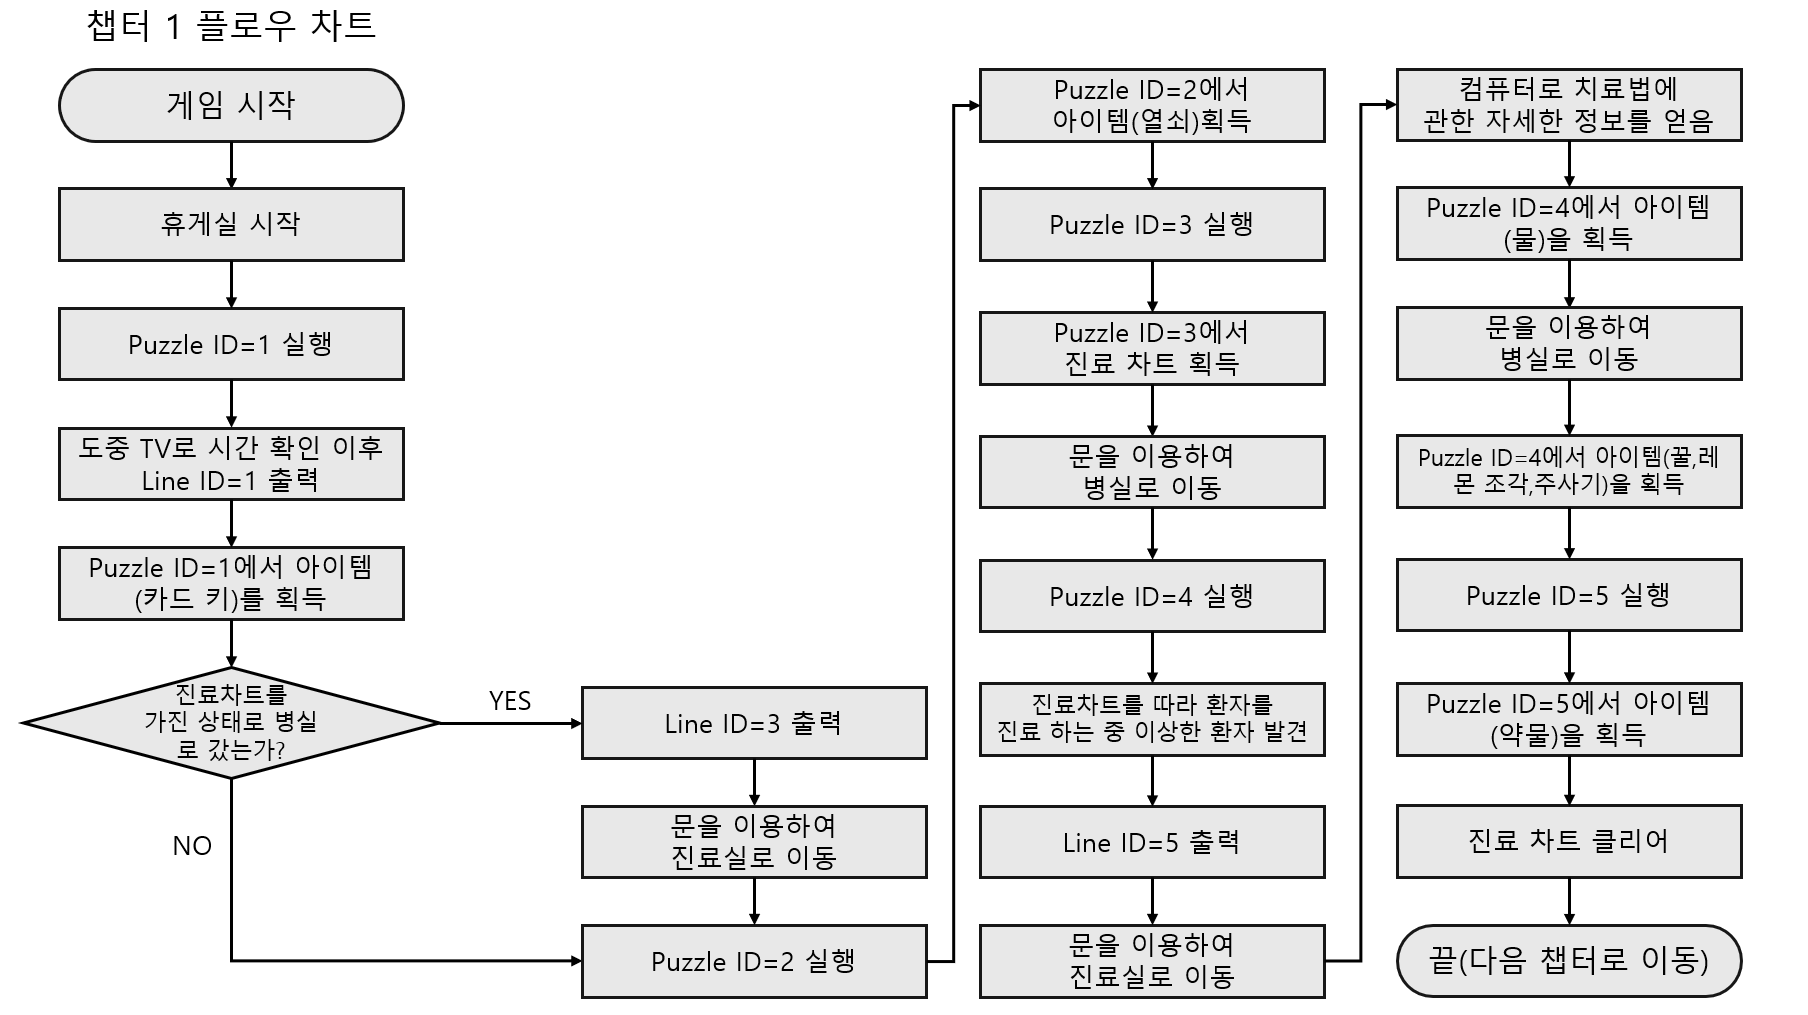 챕터 1 플로우 차트
게임 시작
휴게실 시작
Puzzle ID=1 실행
도중 TV로 시간 확인 이후
Line ID=1 출력
Puzzle ID=1에서 아이템
(카드 키)를 획득
진료차트를
가진 상태로 병실
로 갔는가?
YES
NO
Line ID=3 출력
문을 이용하여
진료실로 이동
Puzzle ID=2 실행
Puzzle ID=2에서
아이템(열쇠)획득
Puzzle ID=3 실행
Puzzle ID=3에서
진료 차트 획득
문을 이용하여
병실로 이동
Puzzle ID=4 실행
진료차트를 따라 환자를
진료 하는 중 이상한 환자 발견
Line ID=5 출력
문을 이용하여
진료실로 이동
컴퓨터로 치료법에
관한 자세한 정보를 얻음
Puzzle ID=4에서 아이템
(물)을 획득
문을 이용하여
병실로 이동
Puzzle ID=4에서 아이템(꿀,레
몬 조각,주사기)을 획득
Puzzle ID=5 실행
Puzzle ID=5에서 아이템
(약물)을 획득
진료 차트 클리어
끝(다음 챕터로 이동)